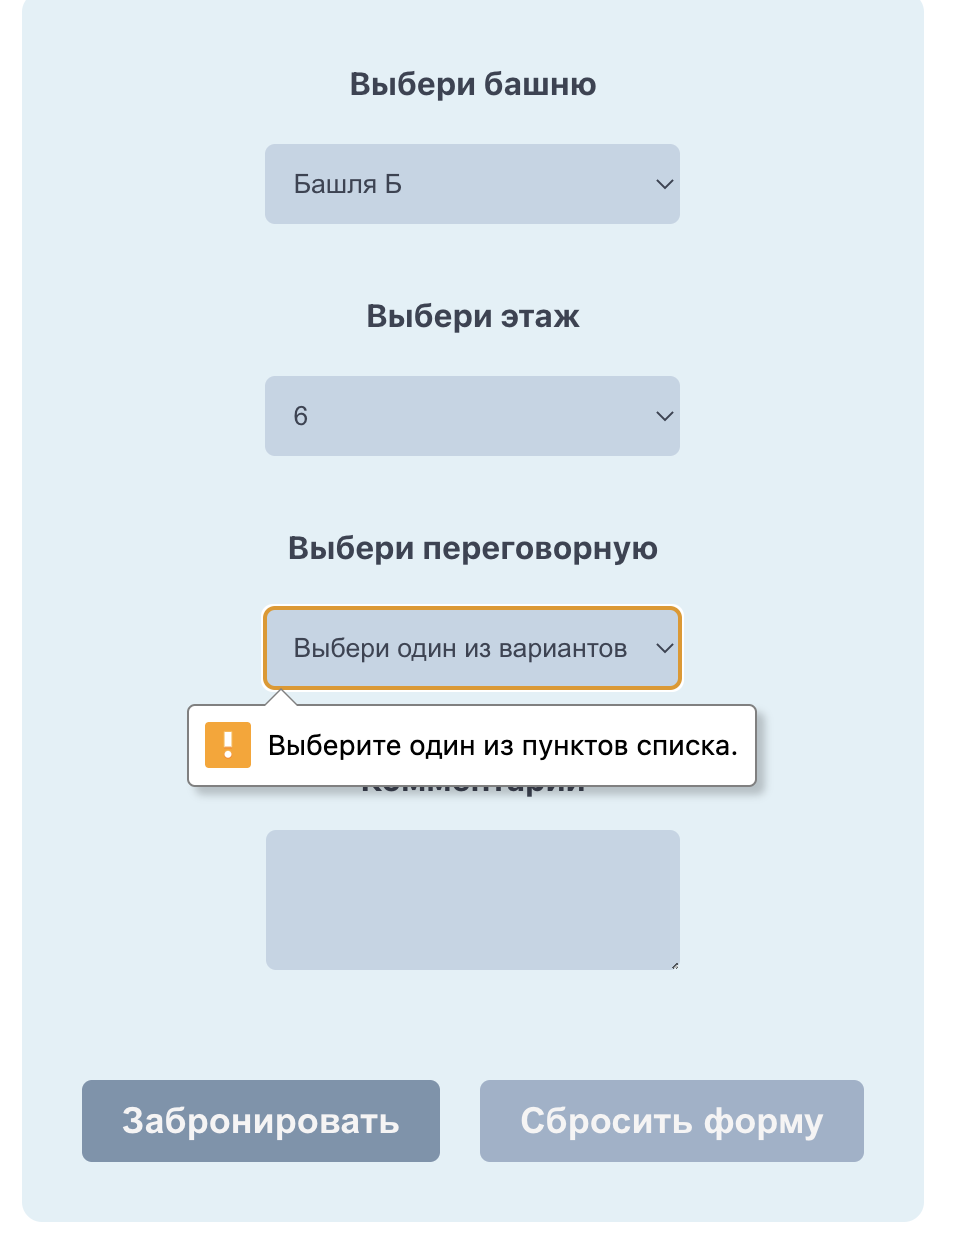 Выбери башню
Башля Б
Выбери этаж
6
Выбери переговорную
Выбери один из вариантов
Выберите один из пунктов списка.
Забронировать
Сбросить форму